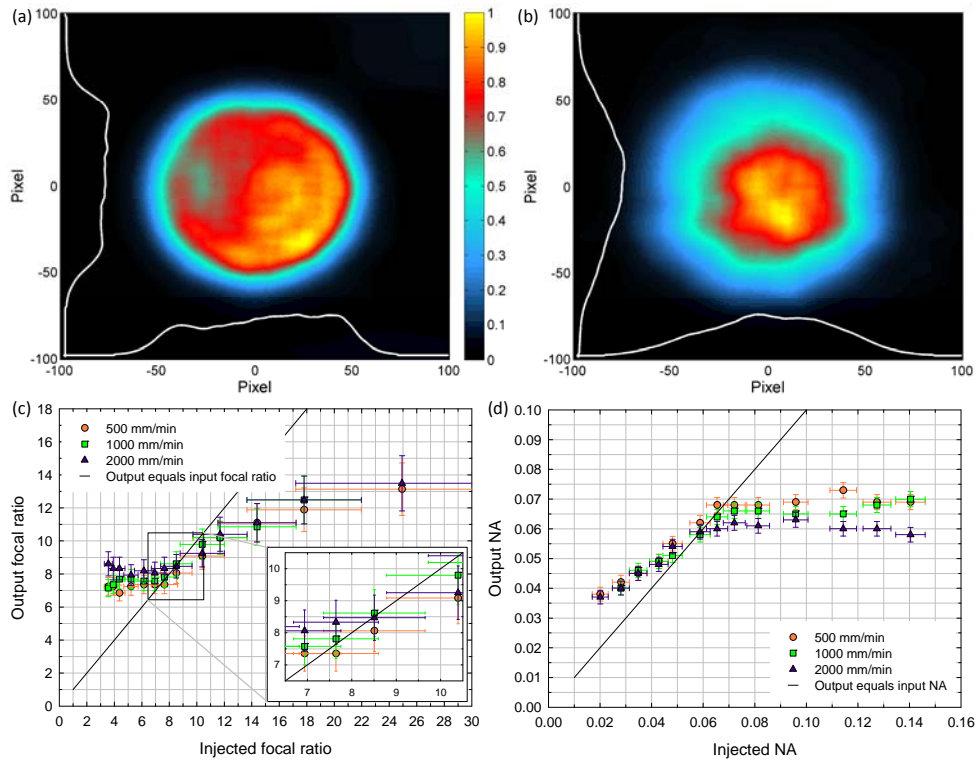 (a)
100
50
0
-50
-100
Pixel
-100 -50 0 50 100
Pixel
1
0.9
0.8
0.7
0.6
0.5
0.4
0.3
0.2
0.1
0
(b)
100
50
0
-50
-100
Pixel
-50 0 50 100
Pixel
(c)
18
16
14
12
10
8
6
4
2
0
Output focal ratio
500 mm/min
1000 mm/min
2000 mm/min
Output equals input focal ratio
10
9
8
7
7 8 9 10
0 2 4 6 8 10 12 14 16 18 20 22 24 26 28 30
Injected focal ratio
(d)
0.10
0.09
0.08
0.07
0.06
0.05
0.04
0.03
0.02
0.01
0.00
Output NA
500 mm/min
1000 mm/min
2000 mm/min
Output equals input NA
0.00 0.02 0.04 0.06 0.08 0.10 0.12 0.14 0.16
Injected NA